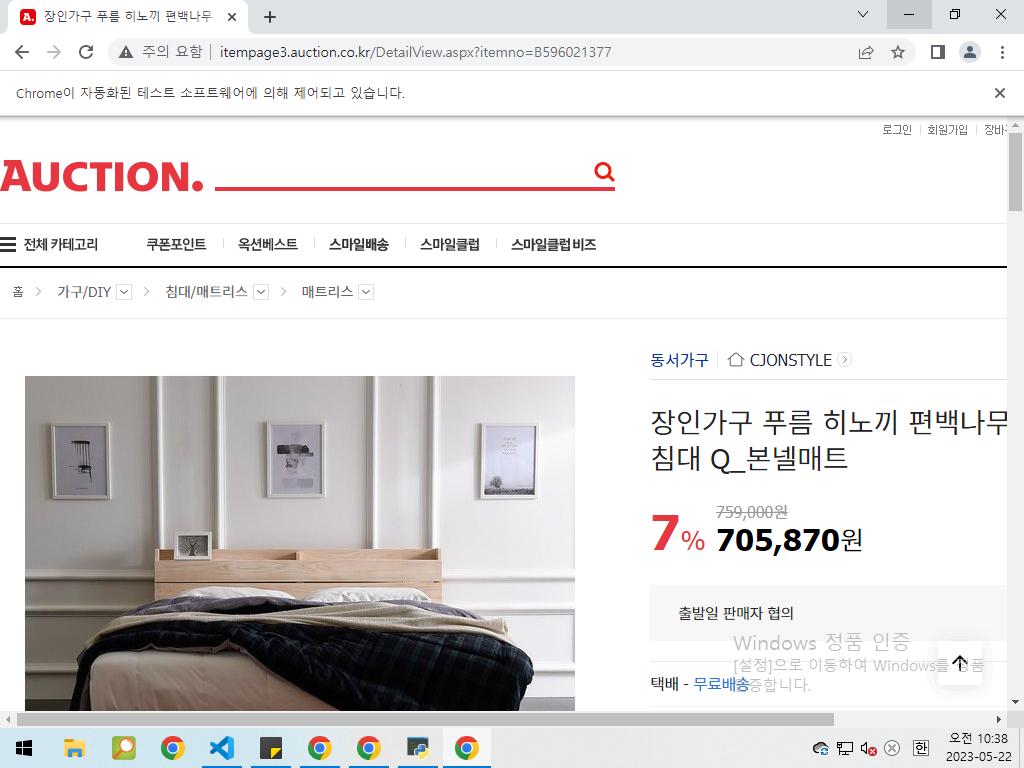 장인가구 푸름 히노끼 편백나무
주의 요함
itempage3.auction.co.kr/DetailView.aspx?itemno=B596021377
Chrome이 자동화된 테스트 소프트웨어에 의해 제어되고 있습니다.
로그인 회원가입 장바구
AUCTION.
전체 카테고리 쿠폰포인트 옥션베스트 스마일배송 스마일클럽 스마일클럽 비즈
홈 가구/DIY 침대/매트리스 매트리스
동서가구 CJONSTYLE
장인가구 푸름 히노끼 편백나무
침대 Q_본넬매트
759,000원
7% 705,870원
출발일 판매자 협의
Windows 정품 인증
[설정]으로 이동하여 Windows를 정품
인증합니다.
택배 - 무료배송
한
오전 10:38
2023-05-22